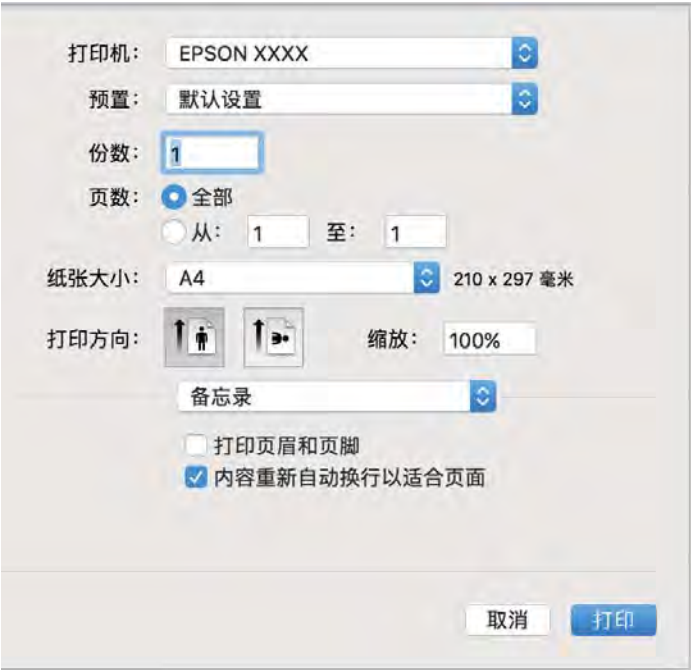 打印机： EPSON XXXX
预置： 默认设置
份数： 1
页数： 全部
从： 1 至： 1
纸张大小： A4 210 x 297 毫米
打印方向： 缩放： 100%
备忘录
打印页眉和页脚
内容重新自动换行以适合页面
取消 打印